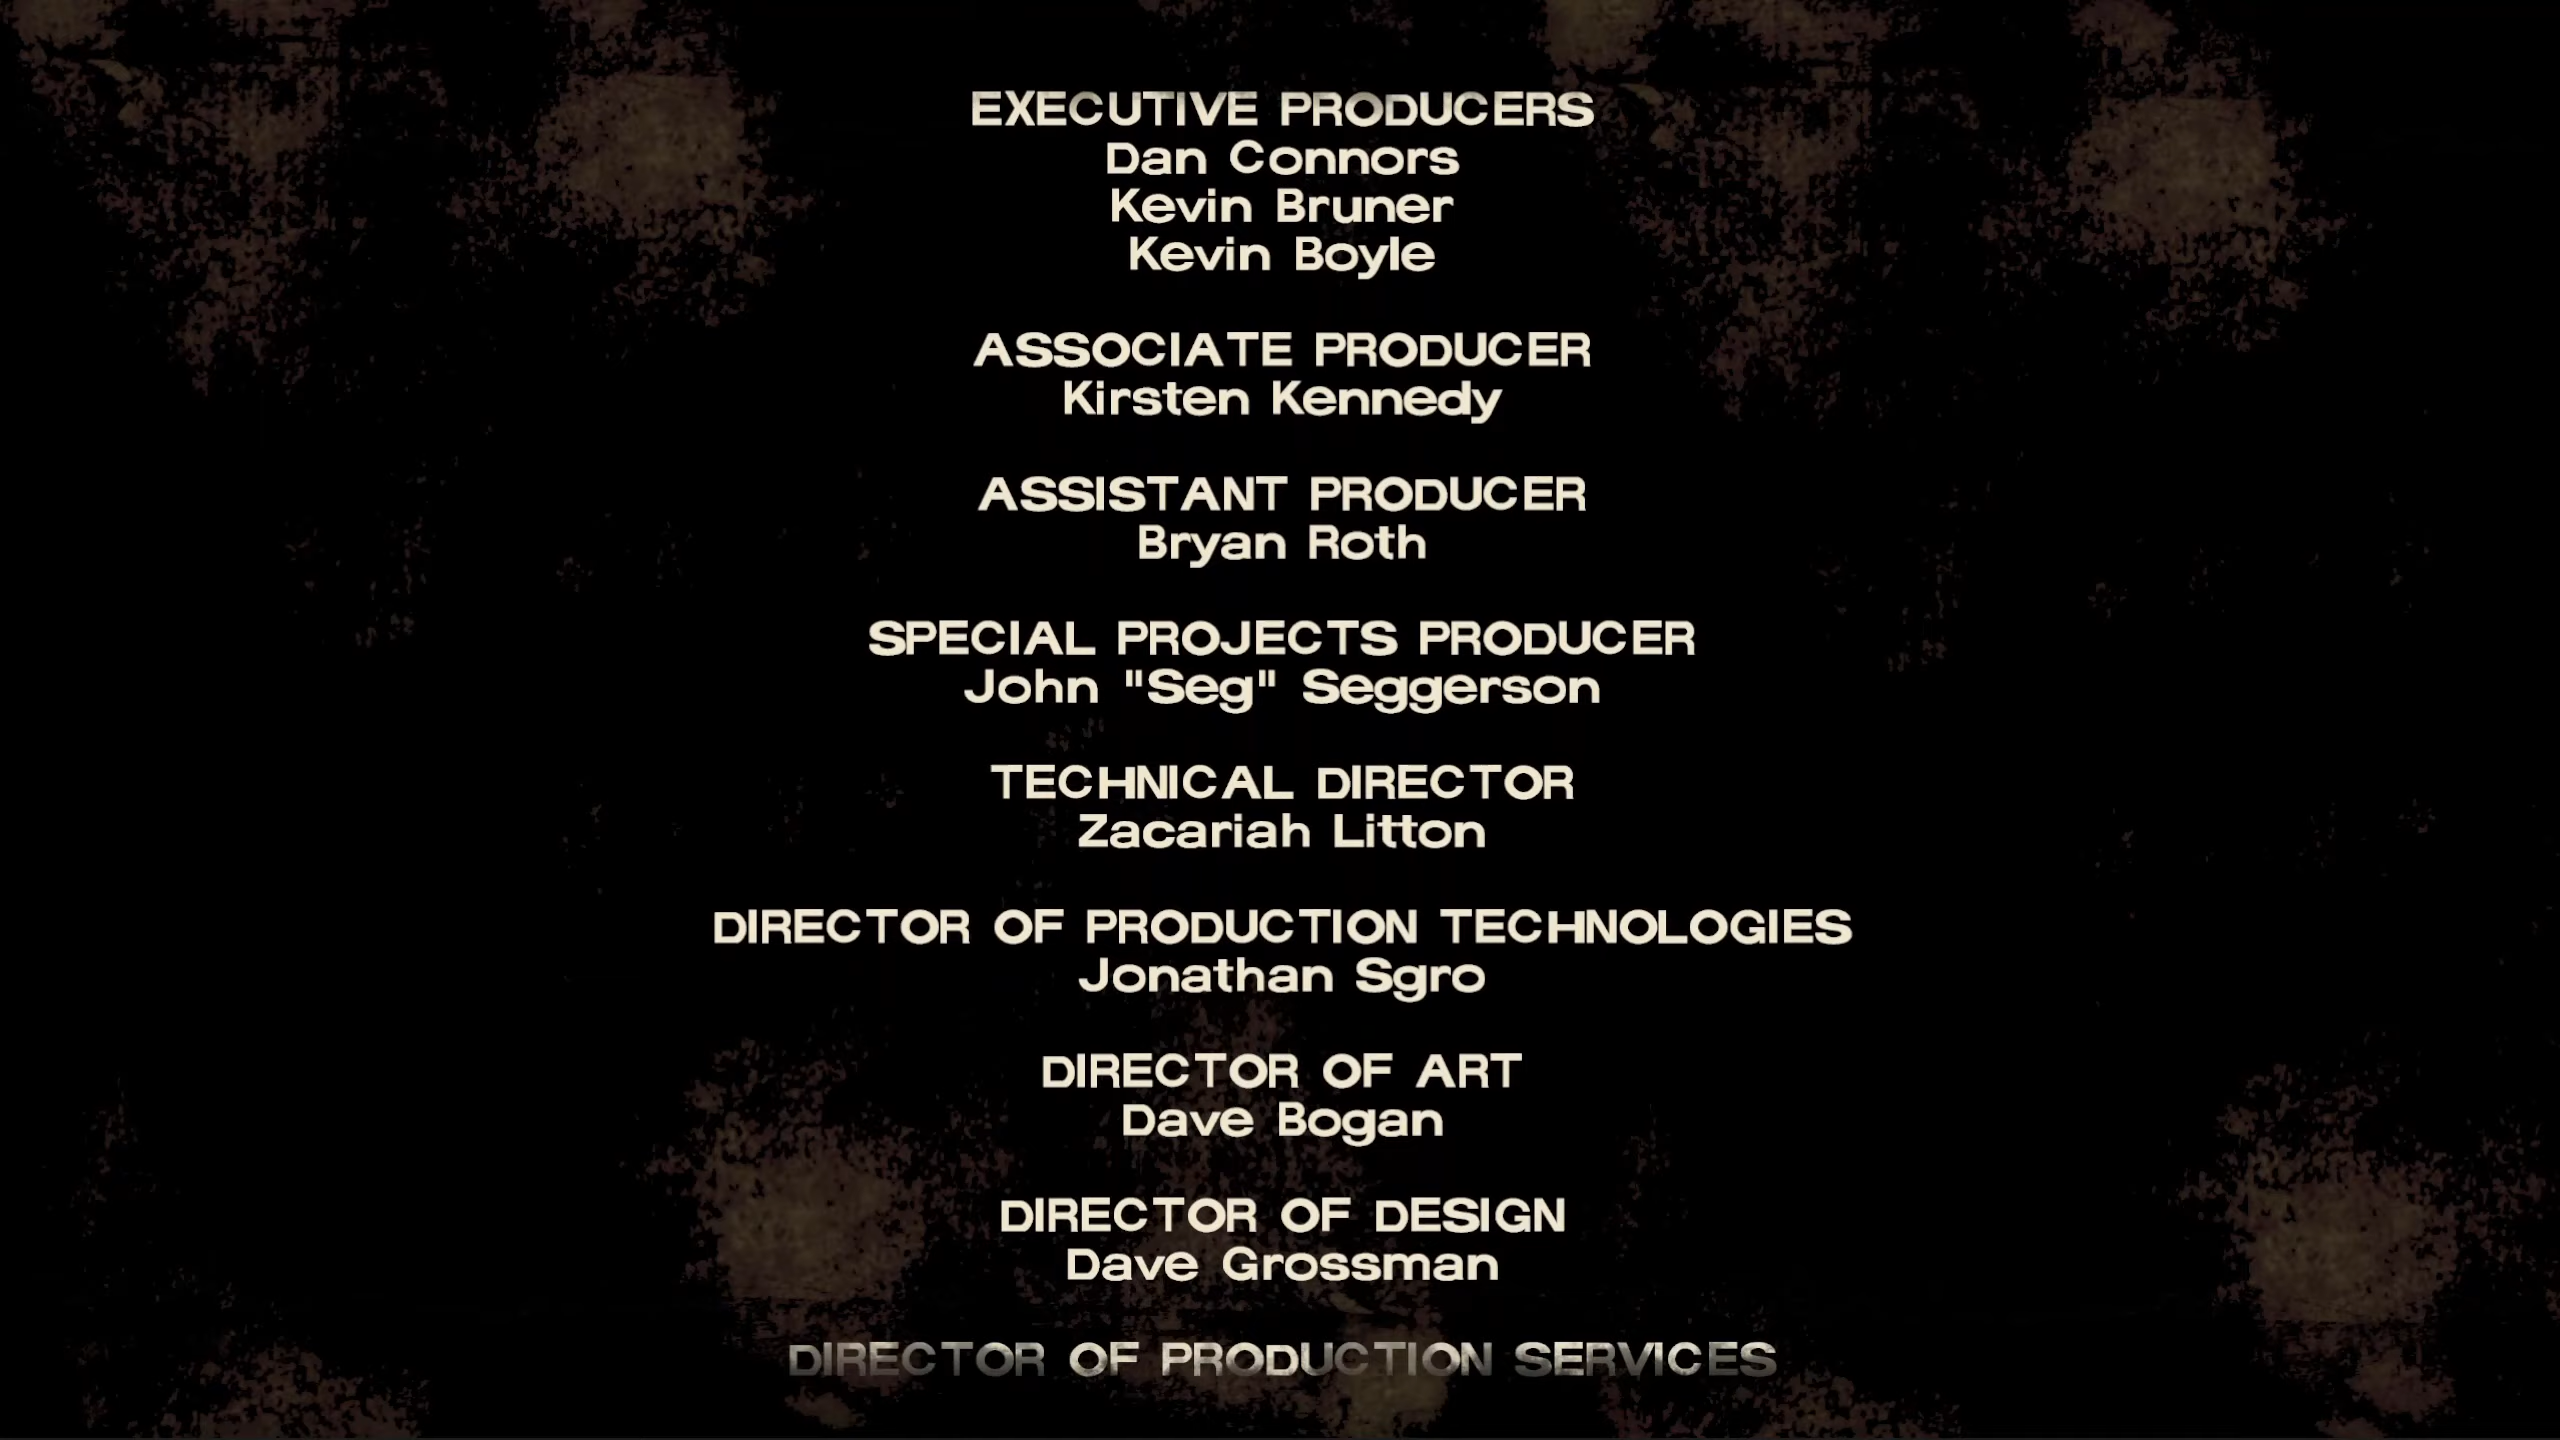 EXECUTIVE PRODUCERS
Dan Connors
Kevin Bruner
Kevin Boyle
ASSOCIATE PRODUCER
Kirsten Kennedy
ASSISTANT PRODUCER
Bryan Roth
SPECIAL PROJECTS PRODUCER
John "Seg" Seggerson
TECHNICAL DIRECTOR
Zacariah Litton
DIRECTOR OF PRODUCTION TECHNOLOGIES
Jonathan Sgro
DIRECTOR OF ART
Dave Bogan
DIRECTOR OF DESIGN
Dave Grossman
DIRECTOR OF PRODUCTION SERVICES